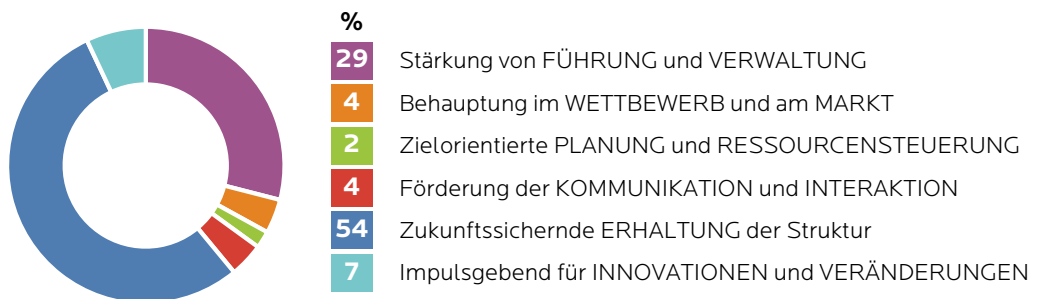 %
29 Stärkung von FÜHRUNG und VERWALTUNG
4 Behauptung im WETTBEWERB und am MARKT
2 Zielorientierte PLANUNG und RESSOURCENSTEUERUNG
4 Förderung der KOMMUNIKATION und INTERAKTION
54 Zukunftssichernde ERHALTUNG der Struktur
7 Impulsgebend für INNOVATIONEN und VERÄNDERUNGEN